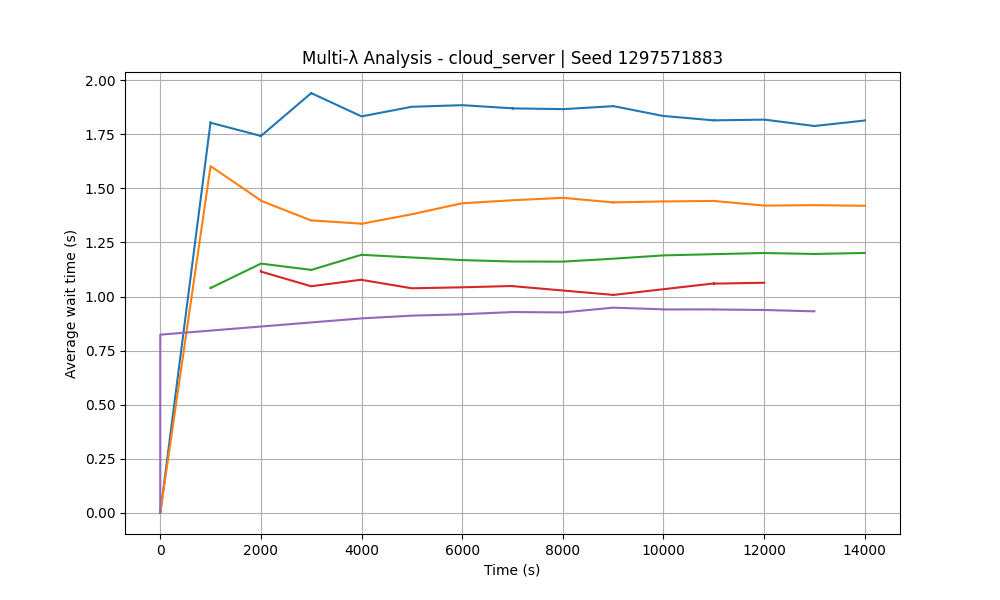 Multi-λ Analysis - cloud_server | Seed 1297571883
Average wait time (s)
2.00
1.75
1.50
1.25
1.00
0.75
0.50
0.25
0.00
0 2000 4000 6000 8000 10000 12000 14000
Time (s)